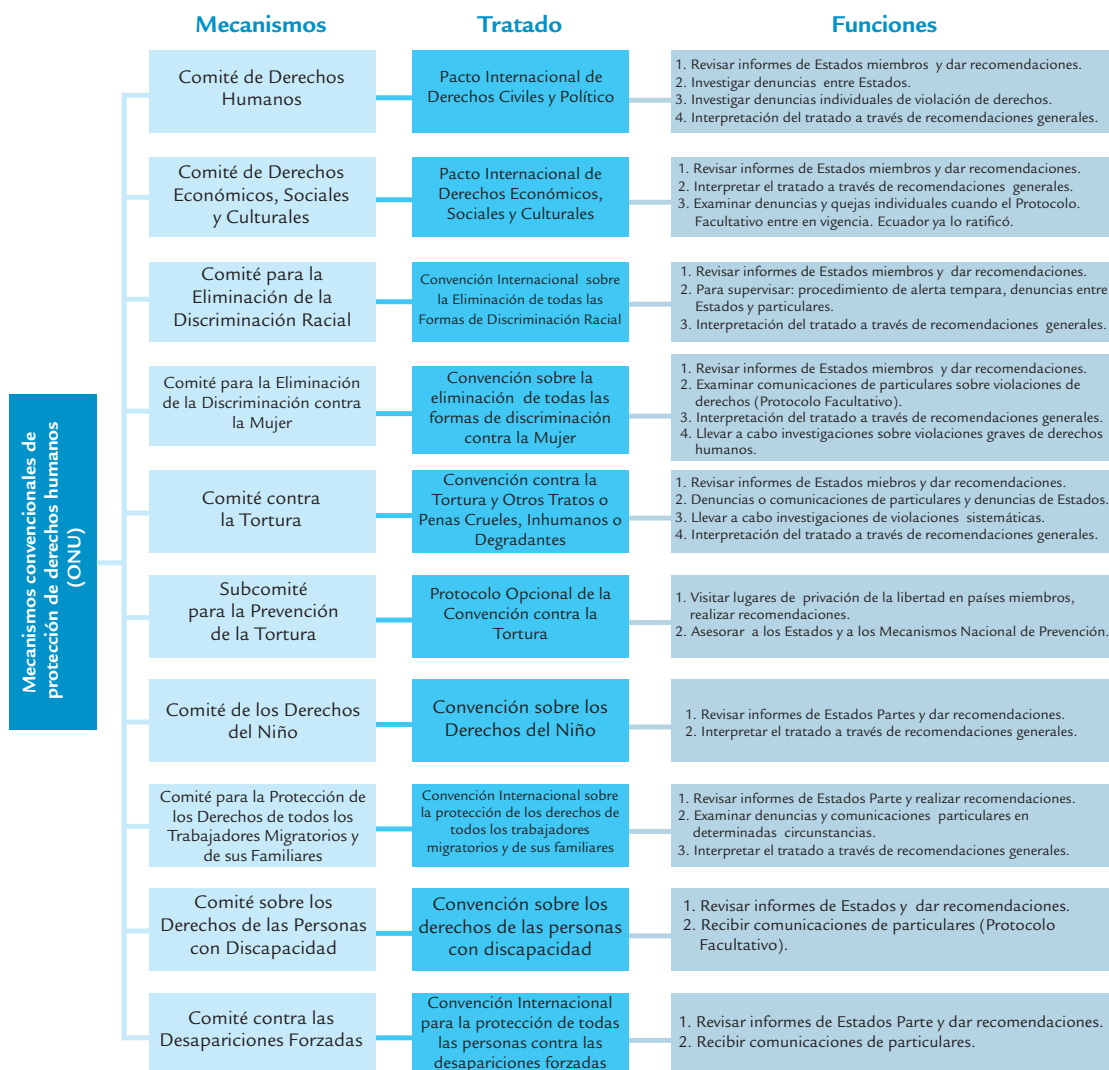 Mecanismos
Tratado
Funciones
Mecanismos convencionales de
protección de derechos humanos
(ONU)
Comité de Derechos
Humanos
Pacto Internacional de
Derechos Civiles y Político
1. Revisar informes de Estados miembros y dar recomendaciones.
2. Investigar denuncias entre Estados.
3. Investigar denuncias individuales de violación de derechos.
4. Interpretación del tratado a través de recomendaciones generales.
Comité de Derechos
Económicos, Sociales
y Culturales
Pacto Internacional de
Derechos Económicos,
Sociales y Culturales
1. Revisar informes de Estados miembros y dar recomendaciones.
2. Interpretar el tratado a través de recomendaciones generales.
3. Examinar denuncias y quejas individuales cuando el Protocolo.
Facultativo entre en vigencia. Ecuador ya lo ratificó.
Comité para la
Eliminación de la
Discriminación Racial
Convención Internacional sobre
la Eliminación de todas las
Formas de Discriminación Racial
1. Revisar informes de Estados miembros y dar recomendaciones.
2. Para supervisar: procedimiento de alerta tempara, denuncias entre
Estados y particulares.
3. Interpretación del tratado a través de recomendaciones generales.
Comité para la Eliminación
de la Discriminación contra
la Mujer
Convención sobre la
eliminación de todas las
formas de discriminación
contra la Mujer
1. Revisar informes de Estados miembros y dar recomendaciones.
2. Examinar comunicaciones de particulares sobre violaciones de
derechos (Protocolo Facultativo).
3. Interpretación del tratado a través de recomendaciones generales.
4. Llevar a cabo investigaciones sobre violaciones graves de derechos
humanos.
Comité contra
la Tortura
Convención contra la
Tortura y Otros Tratos o
Penas Crueles, Inhumanos o
Degradantes
1. Revisar informes de Estados miebros y dar recomendaciones.
2. Denuncias o comunicaciones de particulares y denuncias de Estados.
3. Llevar a cabo investigaciones de violaciones sistemáticas.
4. Interpretación del tratado a través de recomendaciones generales.
Subcomité
para la Prevención
de la Tortura
Protocolo Opcional de la
Convención contra la
Tortura
1. Visitar lugares de privación de la libertad en países miembros,
realizar recomendaciones.
2. Asesorar a los Estados y a los Mecanismos Nacional de Prevención.
Comité de los Derechos
del Niño
Convención sobre los
Derechos del Niño
1. Revisar informes de Estados Partes y dar recomendaciones.
2. Interpretar el tratado a través de recomendaciones generales.
Comité para la Protección de
los Derechos de todos los
Trabajadores Migratorios y
de sus Familiares
Convención Internacional sobre
la protección de los derechos de
todos los trabajadores
migratorios y de sus familiares
1. Revisar informes de Estados Parte y realizar recomendaciones.
2. Examinar denuncias y comunicaciones particulares en
determinadas circunstancias.
3. Interpretar el tratado a través de recomendaciones generales.
Comité sobre los
Derechos de las Personas
con Discapacidad
Convención sobre los
derechos de las personas
con discapacidad
1. Revisar informes de Estados y dar recomendaciones.
2. Recibir comunicaciones de particulares (Protocolo
Facultativo).
Comité contra las
Desapariciones Forzadas
Convención Internacional
para la protección de todas
las personas contra las
desapariciones forzadas
1. Revisar informes de Estados Parte y dar recomendaciones.
2. Recibir comunicaciones de particulares.